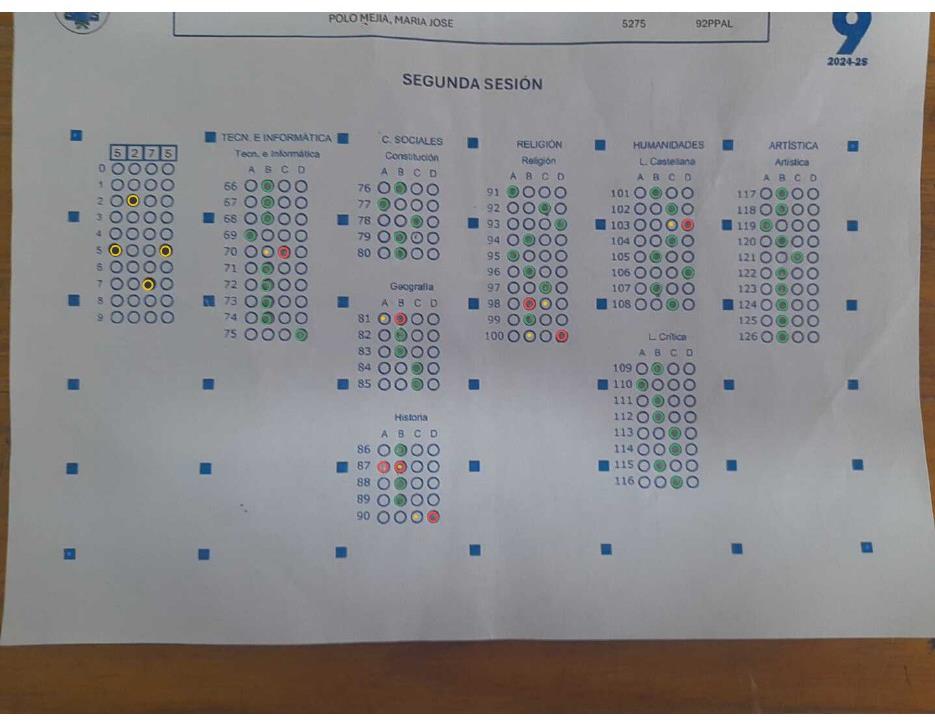 POLO MEJIA, MARIA JOSE 5275 92PPAL
9
2024-2S
SEGUNDA SESIÓN
5 2 7 5
0
1
2
3
4
5
6
7
8
9
TECN. E INFORMÁTICA
Tecn. e Informática
A B C D
66
67
68
69
70
71
72
73
74
75
C. SOCIALES
Constitución
A B C D
76
77
78
79
80
Geografía
A B C D
81
82
83
84
85
Historia
A B C D
86
87
88
89
90
RELIGIÓN
Religión
A B C D
91
92
93
94
95
96
97
98
99
100
HUMANIDADES
L. Castellana
A B C D
101
102
103
104
105
106
107
108
L. Crítica
A B C D
109
110
111
112
113
114
115
116
ARTÍSTICA
Artística
A B C D
117
118
119
120
121
122
123
124
125
126